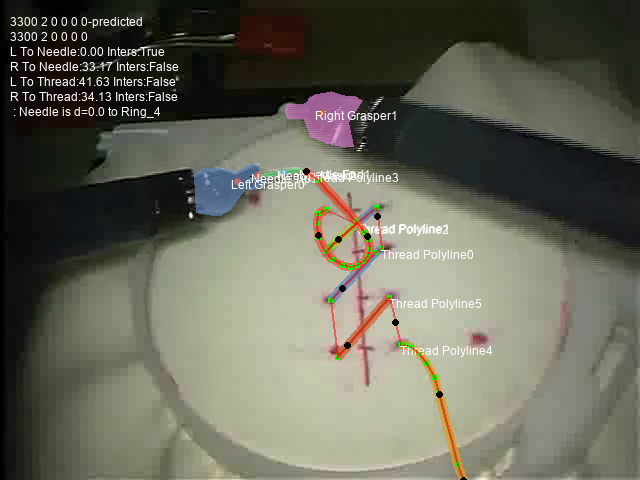 3300 2 0 0 0 0-predicted
3300 2 0 0 0 0
L To Needle:0.00 Inters:True
R To Needle:33.17 Inters:False
L To Thread:41.63 Inters:False
R To Thread:34.13 Inters:False
: Needle is d=0.0 to Ring_4
Right Grasper1
Thread Polyline3
Left Grasper0
Thread Polyline2
Thread Polyline0
Thread Polyline5
Thread Polyline4